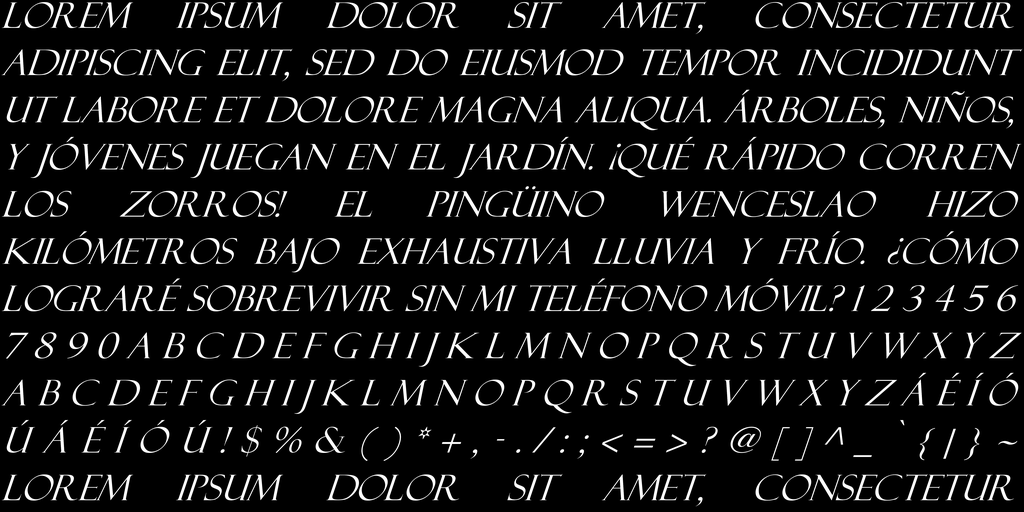 LOREM IPSUM DOLOR SIT AMET, CONSECTETUR
ADIPISCING ELIT, SED DO EIUSMOD TEMPOR INCIDIDUNT
UT LABORE ET DOLORE MAGNA ALIQUA. ÁRBOLES, NIÑOS,
Y JÓVENES JUEGAN EN EL JARDÍN. ¡QUÉ RÁPIDO CORREN
LOS ZORROS! EL PINGÜINO WENCESLAO HIZO
KILÓMETROS BAJO EXHAUSTIVA LLUVIA Y FRÍO. ¿CÓMO
LOGRARÉ SOBREVIVIR SIN MI TELÉFONO MÓVIL? 1 2 3 4 5 6
7 8 9 0 A B C D E F G H I J K L M N O P Q R S T U V W X Y Z
A B C D E F G H I J K L M N O P Q R S T U V W X Y Z Á É Í Ó
Ú Á É Í Ó Ú ! $ % & ( ) * + , - . / : ; < = > ? @ [ ] ^ _ ` { | } ~
LOREM IPSUM DOLOR SIT AMET, CONSECTETUR